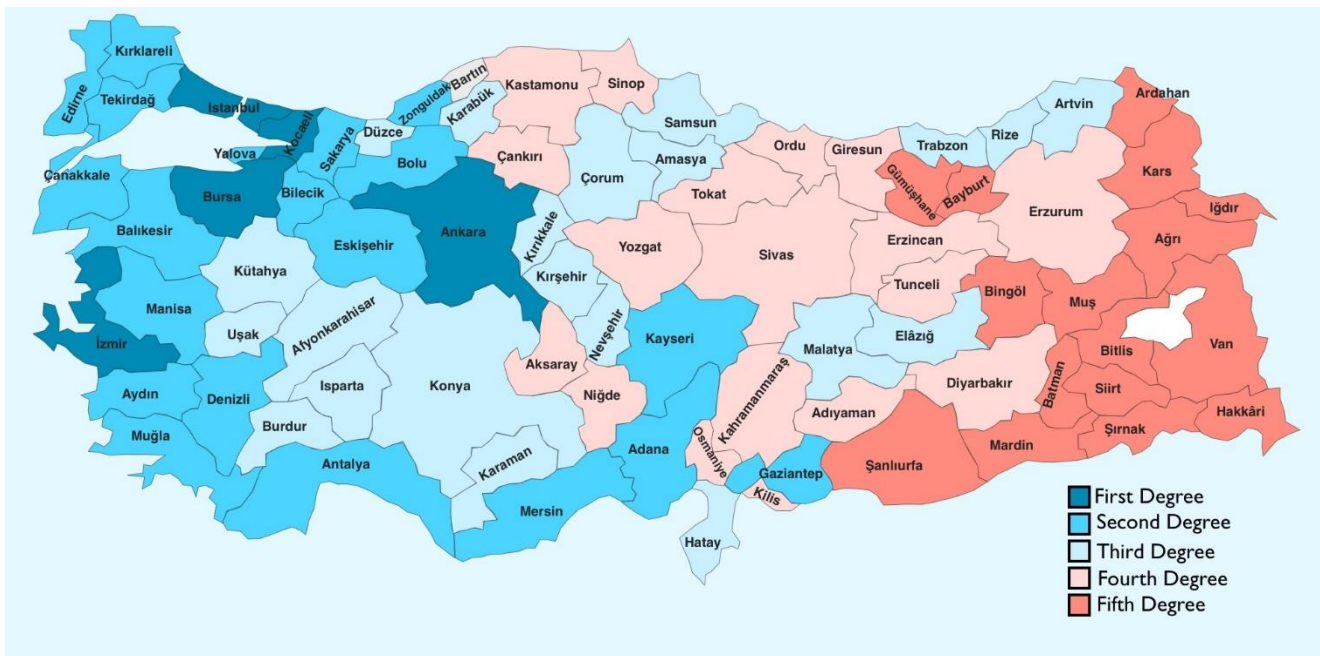 Kırklareli
Edirne
Tekirdağ
Istanbul
Kocaeli
Yalova
Sakarya
Düzce
Zonguldak
Bartın
Karabük
Kastamonu
Sinop
Samsun
Çankırı
Bolu
Çorum
Amasya
Ordu
Giresun
Trabzon
Rize
Artvin
Ardahan
Kars
Iğdır
Ağrı
Erzurum
Bayburt
Gümüşhane
Tokat
Çanakkale
Bursa
Bilecik
Balıkesir
Eskişehir
Ankara
Kırıkkale
Kırşehir
Yozgat
Sivas
Erzincan
Tunceli
Bingöl
Muş
Van
Bitlis
Kütahya
Manisa
Uşak
Afyonkarahisar
İzmir
Aksaray
Nevşehir
Kayseri
Malatya
Elâzığ
Diyarbakır
Batman
Siirt
Hakkâri
Şırnak
Mardin
Şanlıurfa
Adıyaman
Kahramanmaraş
Niğde
Konya
Isparta
Denizli
Aydın
Burdur
Muğla
Antalya
Karaman
Mersin
Adana
Osmaniye
Gaziantep
Kilis
Hatay
First Degree
Second Degree
Third Degree
Fourth Degree
Fifth Degree